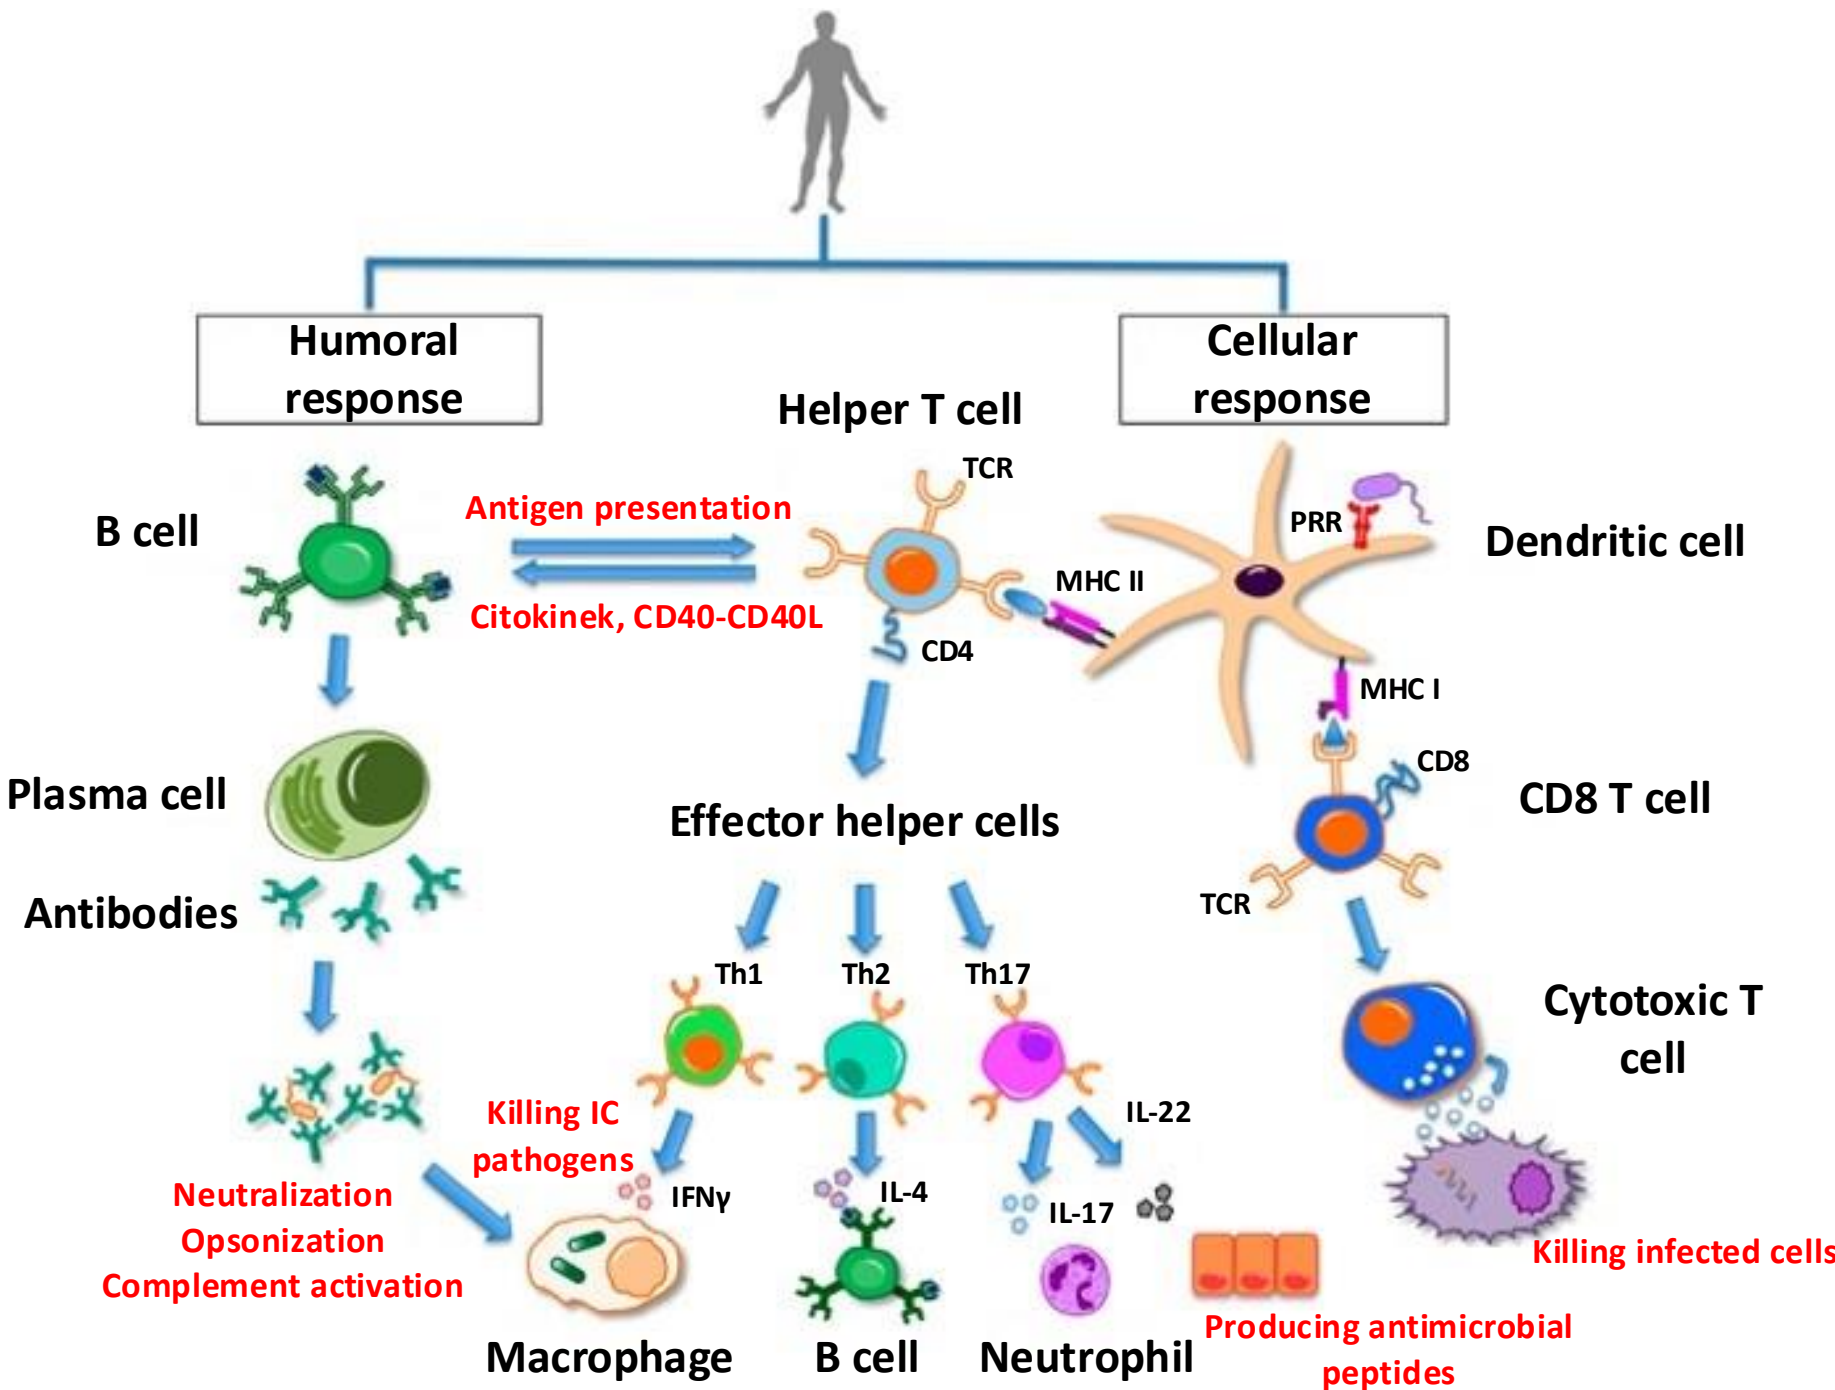 Humoral
response
Cellular
response
Helper T cell
TCR
B cell
Antigen presentation
PRR
Dendritic cell
MHC II
Citokinek, CD40-CD40L
CD4
MHC I
CD8
Plasma cell
Effector helper cells
CD8 T cell
TCR
Antibodies
Th1
Th2
Th17
Cytotoxic T
cell
Killing IC
pathogens
IL-22
Neutralization
Opsonization
Complement activation
IFNγ
IL-4
IL-17
Killing infected cells
Macrophage
B cell
Neutrophil
Producing antimicrobial
peptides